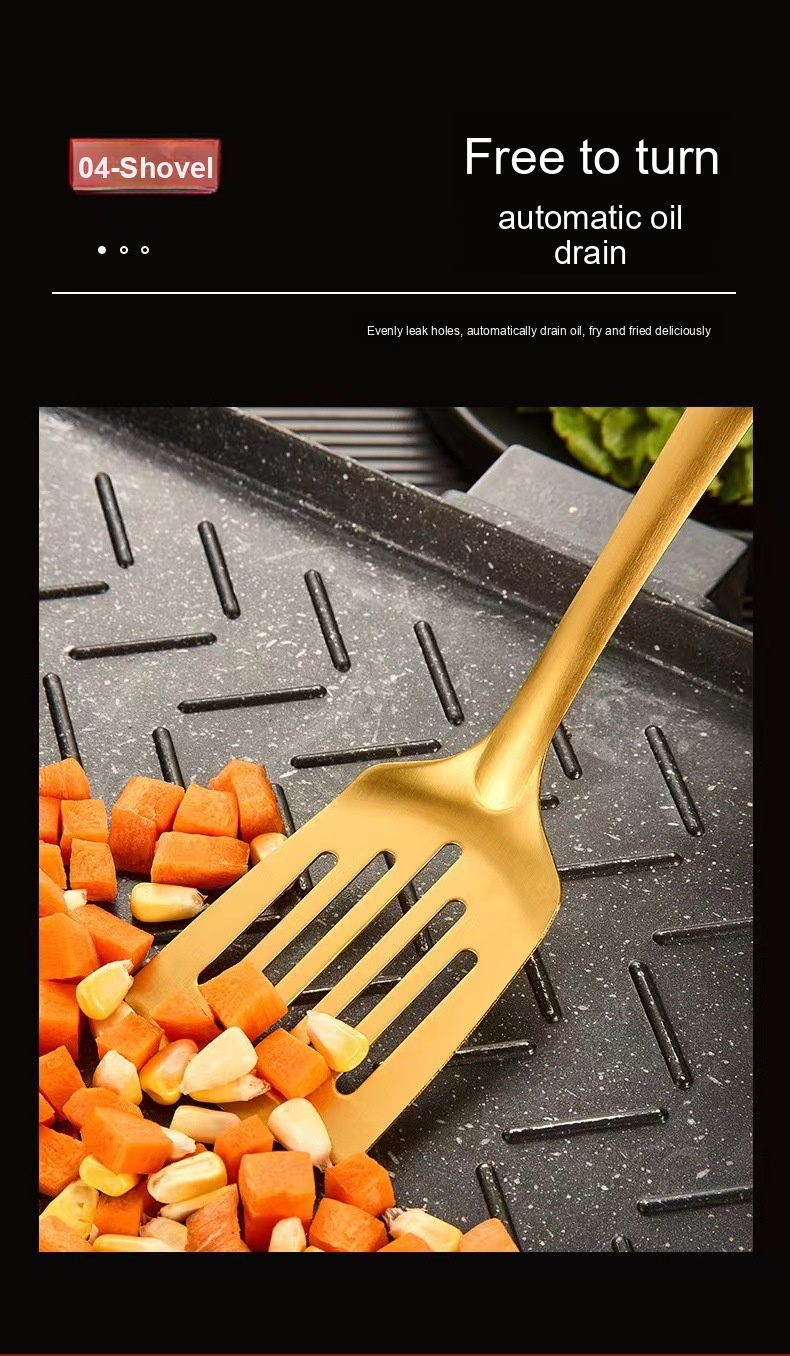 04-Shovel
Free to turn
automatic oil
drain
Evenly leak holes, automatically drain oil, fry and fried deliciously